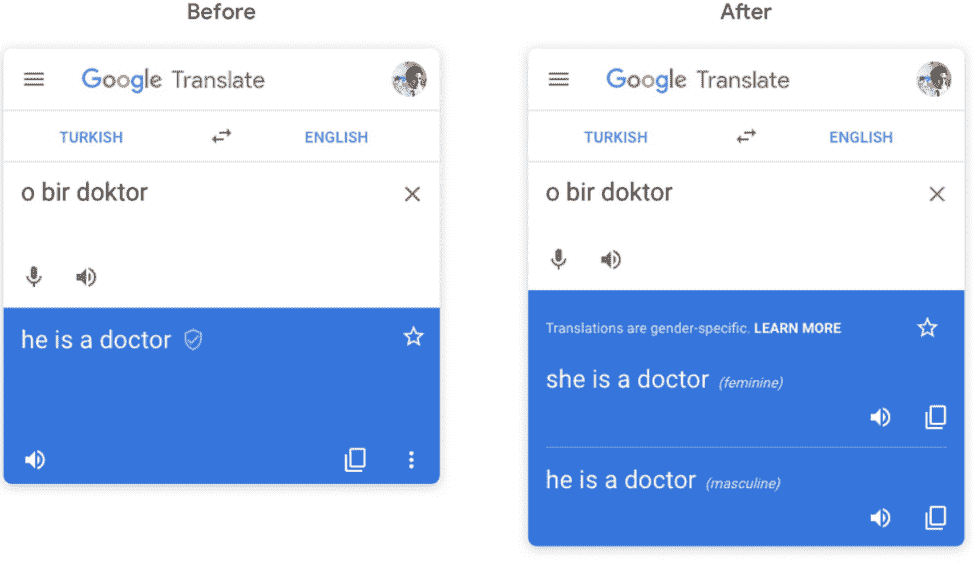 Before
Google Translate
TURKISH ENGLISH
o bir doktor
he is a doctor
After
Google Translate
TURKISH ENGLISH
o bir doktor
Translations are gender-specific. LEARN MORE
she is a doctor (feminine)
he is a doctor (masculine)